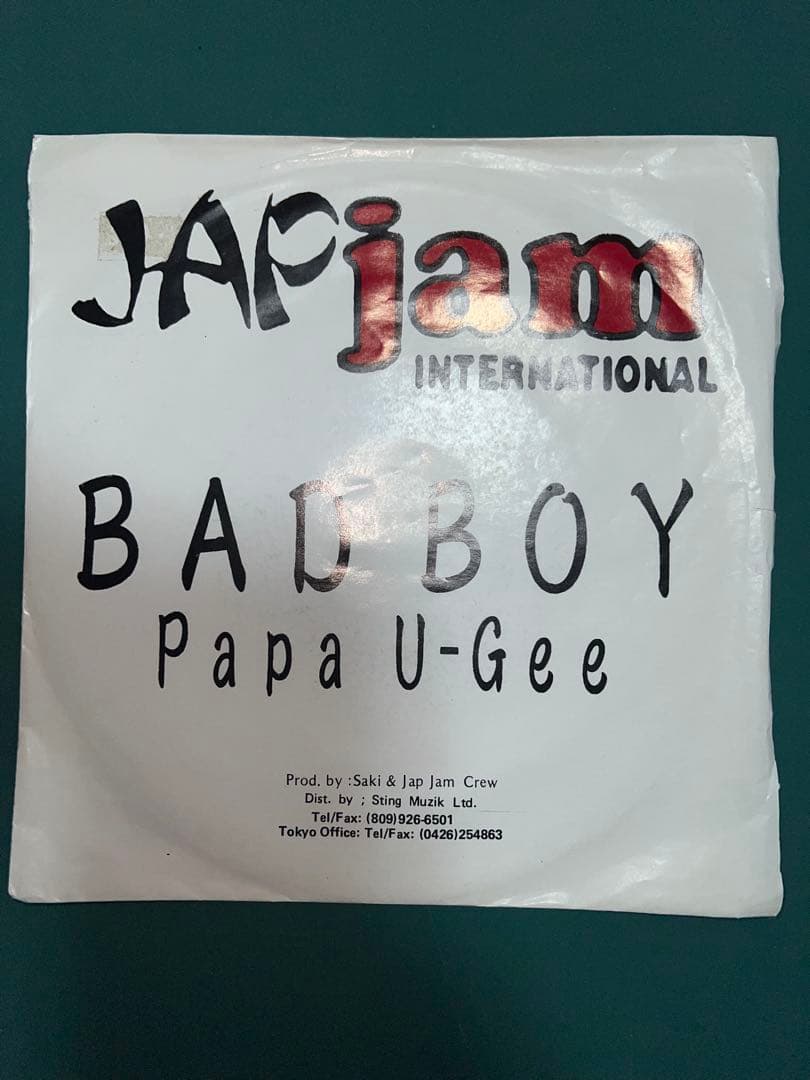 JAPjam
INTERNATIONAL
BAD BOY
Papa U-Gee
Prod. by :Saki & Jap Jam Crew
Dist. by ; Sting Muzik Ltd.
Tel/Fax: (809)926-6501
Tokyo Office: Tel/Fax: (0426)254863